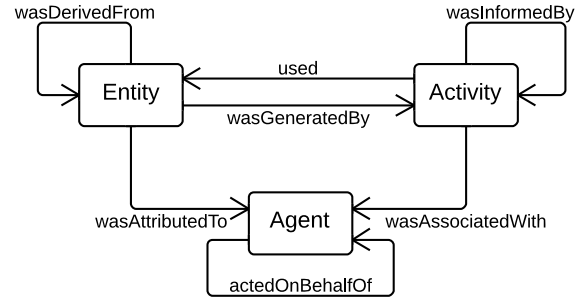 wasDerivedFrom
wasInformedBy
used
Entity
Activity
wasGeneratedBy
wasAttributedTo
Agent
wasAssociatedWith
actedOnBehalfOf